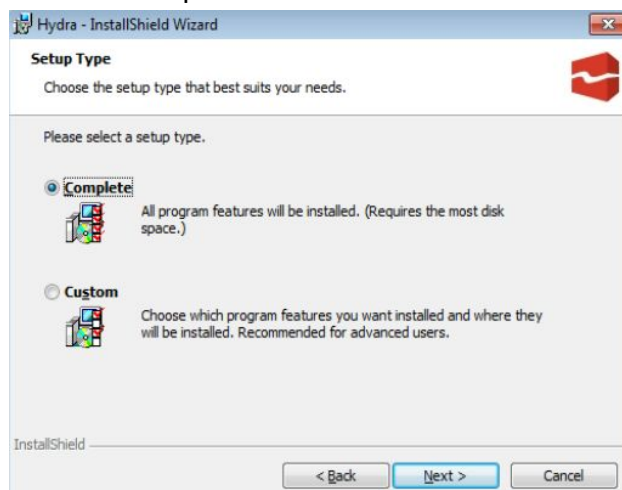 Hydra - InstallShield Wizard
Setup Type
Choose the setup type that best suits your needs.
Please select a setup type.
Complete
All program features will be installed. (Requires the most disk
space.)
Custom
Choose which program features you want installed and where they
will be installed. Recommended for advanced users.
InstallShield
< Back Next > Cancel